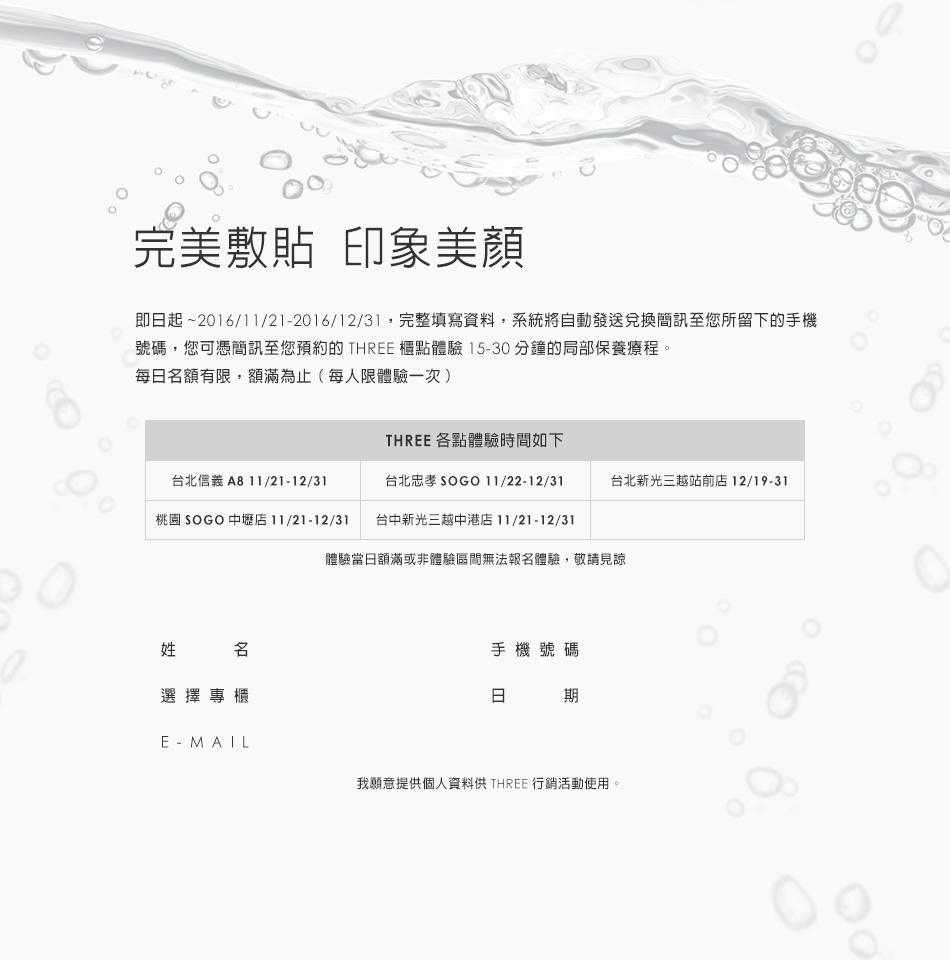 完美敷貼 印象美顏
即日起 ~2016/11/21-2016/12/31，完整填寫資料，系統將自動發送兌換簡訊至您所留下的手機
號碼，您可憑簡訊至您預約的 THREE 櫃點體驗 15-30 分鐘的局部保養療程。
每日名額有限，額滿為止（每人限體驗一次）
THREE 各點體驗時間如下
台北信義 A8 11/21-12/31 台北忠孝 SOGO 11/22-12/31 台北新光三越站前店 12/19-31
桃園 SOGO 中壢店 11/21-12/31 台中新光三越中港店 11/21-12/31
體驗當日額滿或非體驗區間無法報名體驗，敬請見諒
姓名 手機號碼
選擇專櫃 日期
E-MAIL
我願意提供個人資料供 THREE 行銷活動使用。